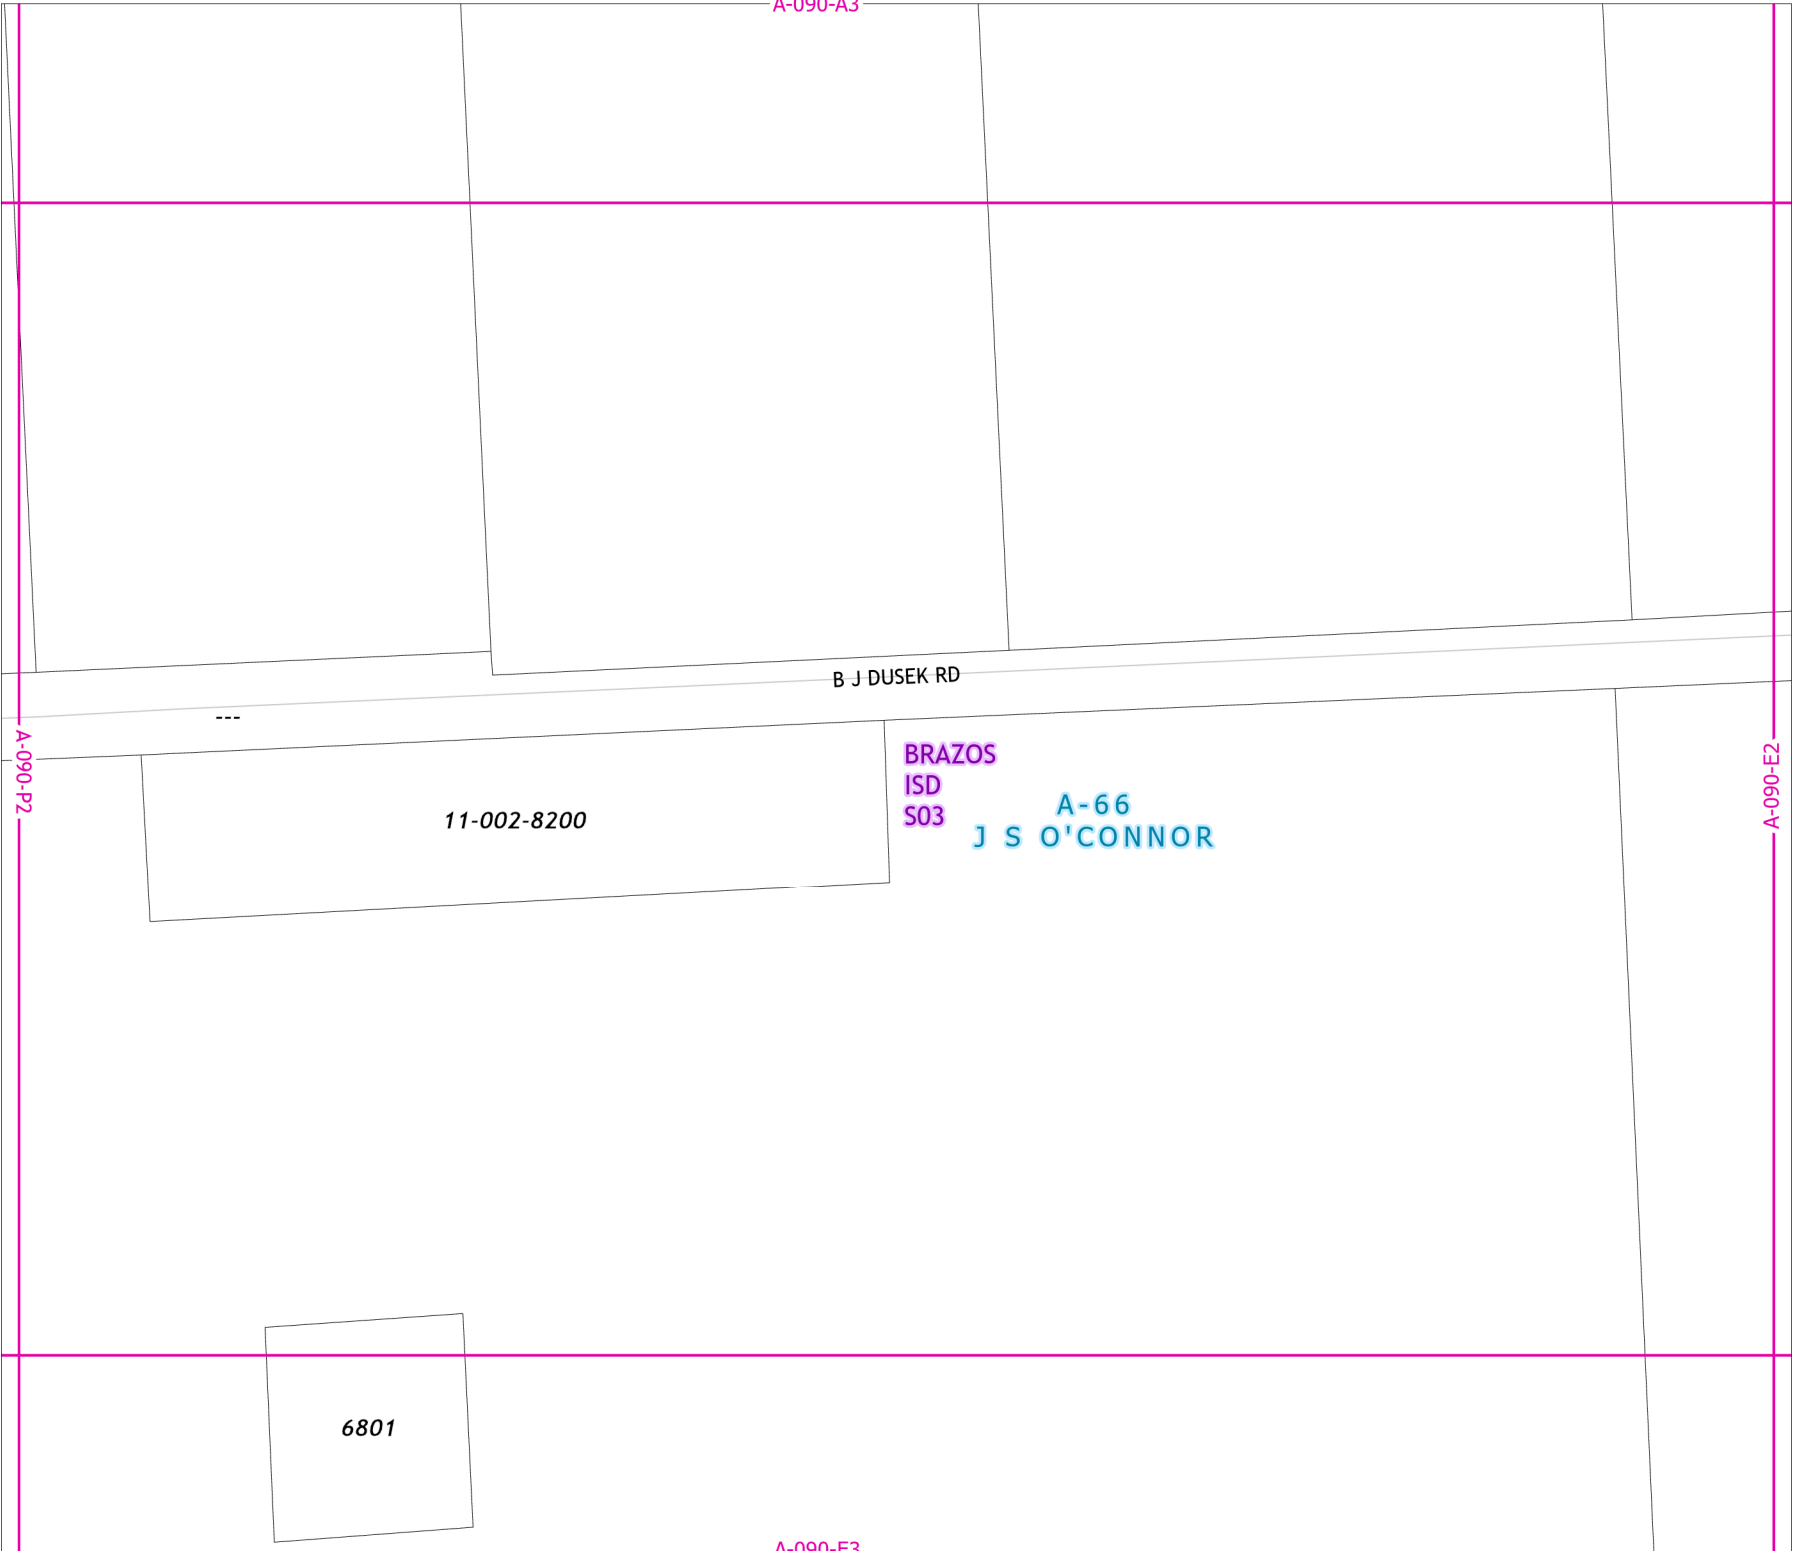 A-090-A3
B J DUSEK RD
---
A-090-P2
A-090-E2
BRAZOS
ISD
S03
A-66
J S O'CONNOR
11-002-8200
6801
A-090-E3